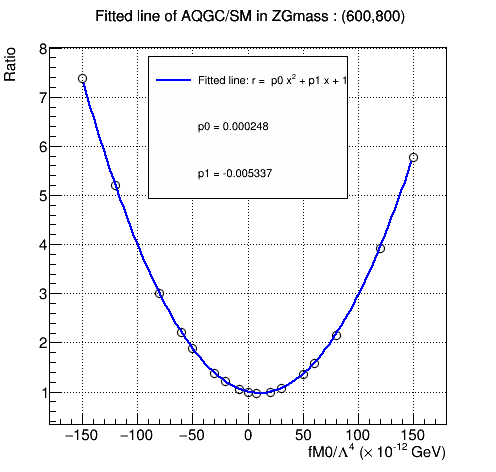 Fitted line of AQGC/SM in ZGmass : (600,800)
Ratio
8
7
6
5
4
3
2
1
Fitted line: r = p0 x² + p1 x + 1
p0 = 0.000248
p1 = -0.005337
−150 −100 −50 0 50 100 150
fM0/Λ⁴ (× 10⁻¹² GeV)